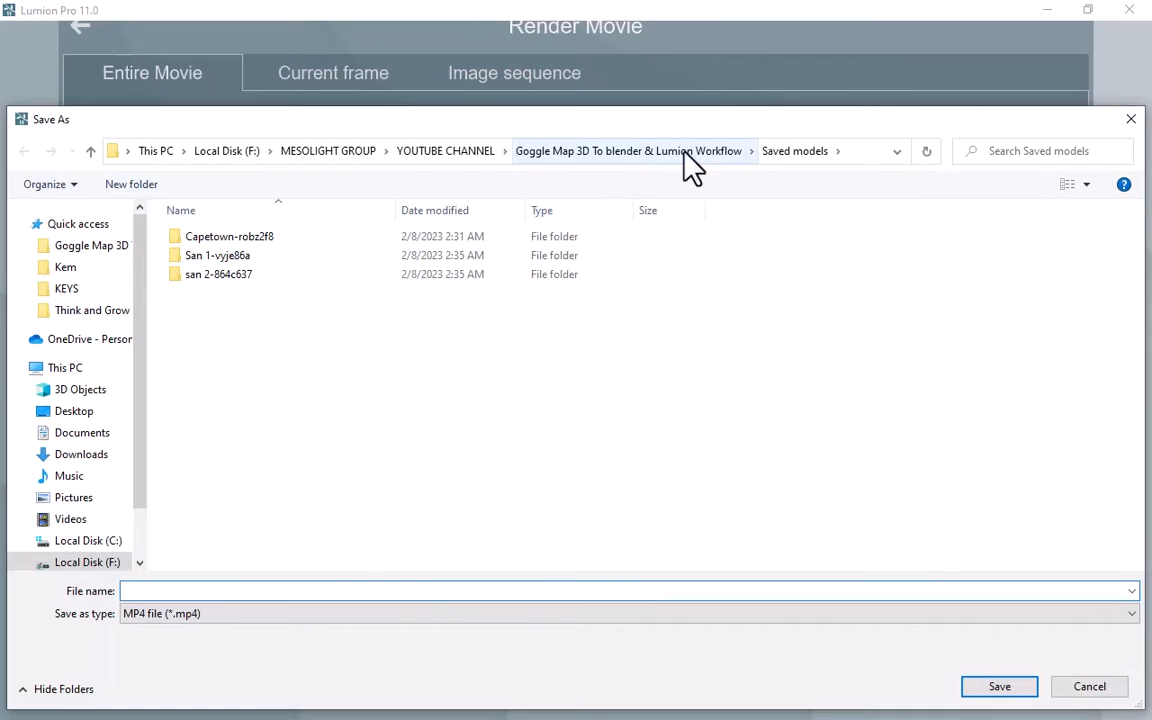 Lumion Pro 11.0
Render Movie
Entire Movie Current frame Image sequence
Save As
This PC Local Disk (F:) MESOLIGHT GROUP YOUTUBE CHANNEL Goggle Map 3D To blender & Lumion Workflow Saved models Search Saved models
Organize New folder
Name Date modified Type Size
Quick access
Goggle Map 3D
Kem
KEYS
Think and Grow
OneDrive - Person
This PC
3D Objects
Desktop
Documents
Downloads
Music
Pictures
Videos
Local Disk (C:)
Local Disk (F:)
Capetown-robz2f8 2/8/2023 2:31 AM File folder
San 1-vyje86a 2/8/2023 2:35 AM File folder
san 2-864c637 2/8/2023 2:35 AM File folder
File name:
Save as type: MP4 file (*.mp4)
Hide Folders Save Cancel